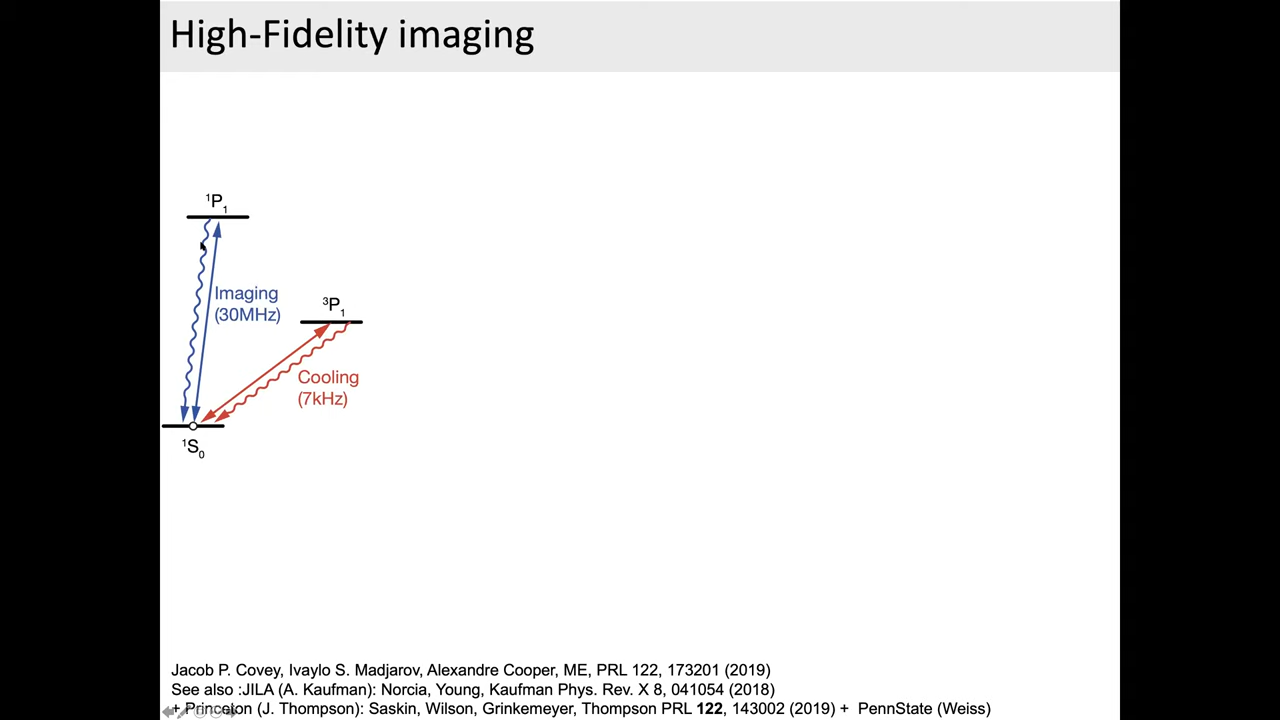 High-Fidelity imaging
¹P₁
Imaging
(30MHz)
³P₁
Cooling
(7kHz)
¹S₀
Jacob P. Covey, Ivaylo S. Madjarov, Alexandre Cooper, ME, PRL 122, 173201 (2019)
See also :JILA (A. Kaufman): Norcia, Young, Kaufman Phys. Rev. X 8, 041054 (2018)
+ Princeton (J. Thompson): Saskin, Wilson, Grinkemeyer, Thompson PRL 122, 143002 (2019) + PennState (Weiss)